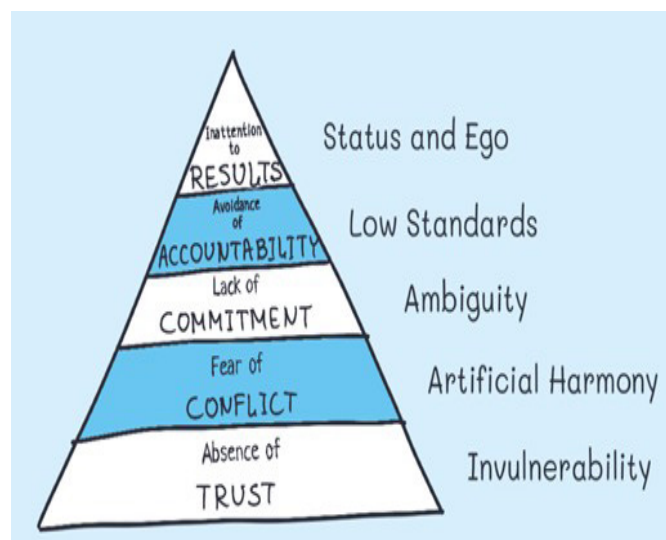 Inattention
to
RESULTS
Status and Ego
Avoidance
of
ACCOUNTABILITY
Low Standards
Lack of
COMMITMENT
Ambiguity
Fear of
CONFLICT
Artificial Harmony
Absence of
TRUST
Invulnerability